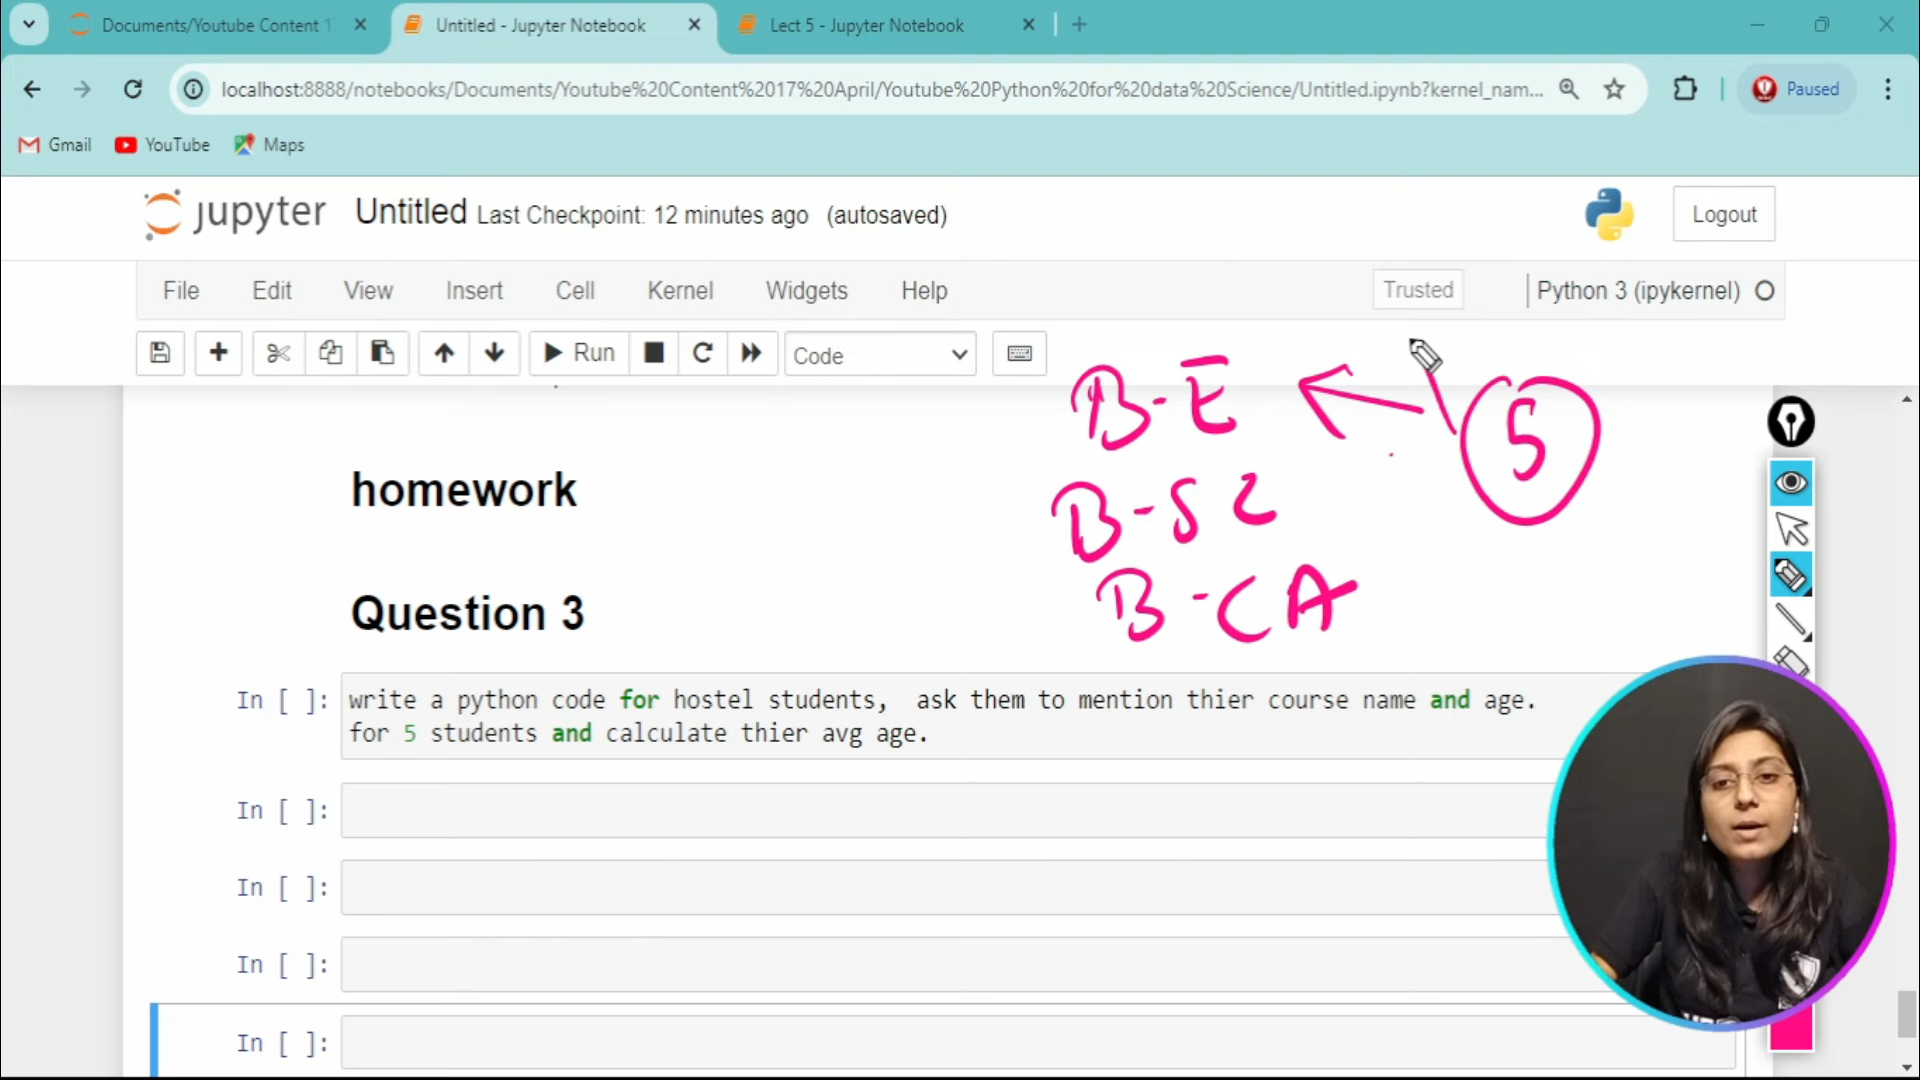 Documents/Youtube Content 1
Untitled - Jupyter Notebook
Lect 5 - Jupyter Notebook
localhost:8888/notebooks/Documents/Youtube%20Content%2017%20April/Youtube%20Python%20for%20data%20Science/Untitled.ipynb?kernel_nam...
Paused
Gmail
YouTube
Maps
jupyter Untitled Last Checkpoint: 12 minutes ago (autosaved)
Logout
File Edit View Insert Cell Kernel Widgets Help
Trusted
Python 3 (ipykernel)
Run
Code
B-E
5
homework
B-SC
B-CA
Question 3
In [ ]: write a python code for hostel students,  ask them to mention thier course name and age.
for 5 students and calculate thier avg age.
In [ ]:
In [ ]:
In [ ]:
In [ ]: